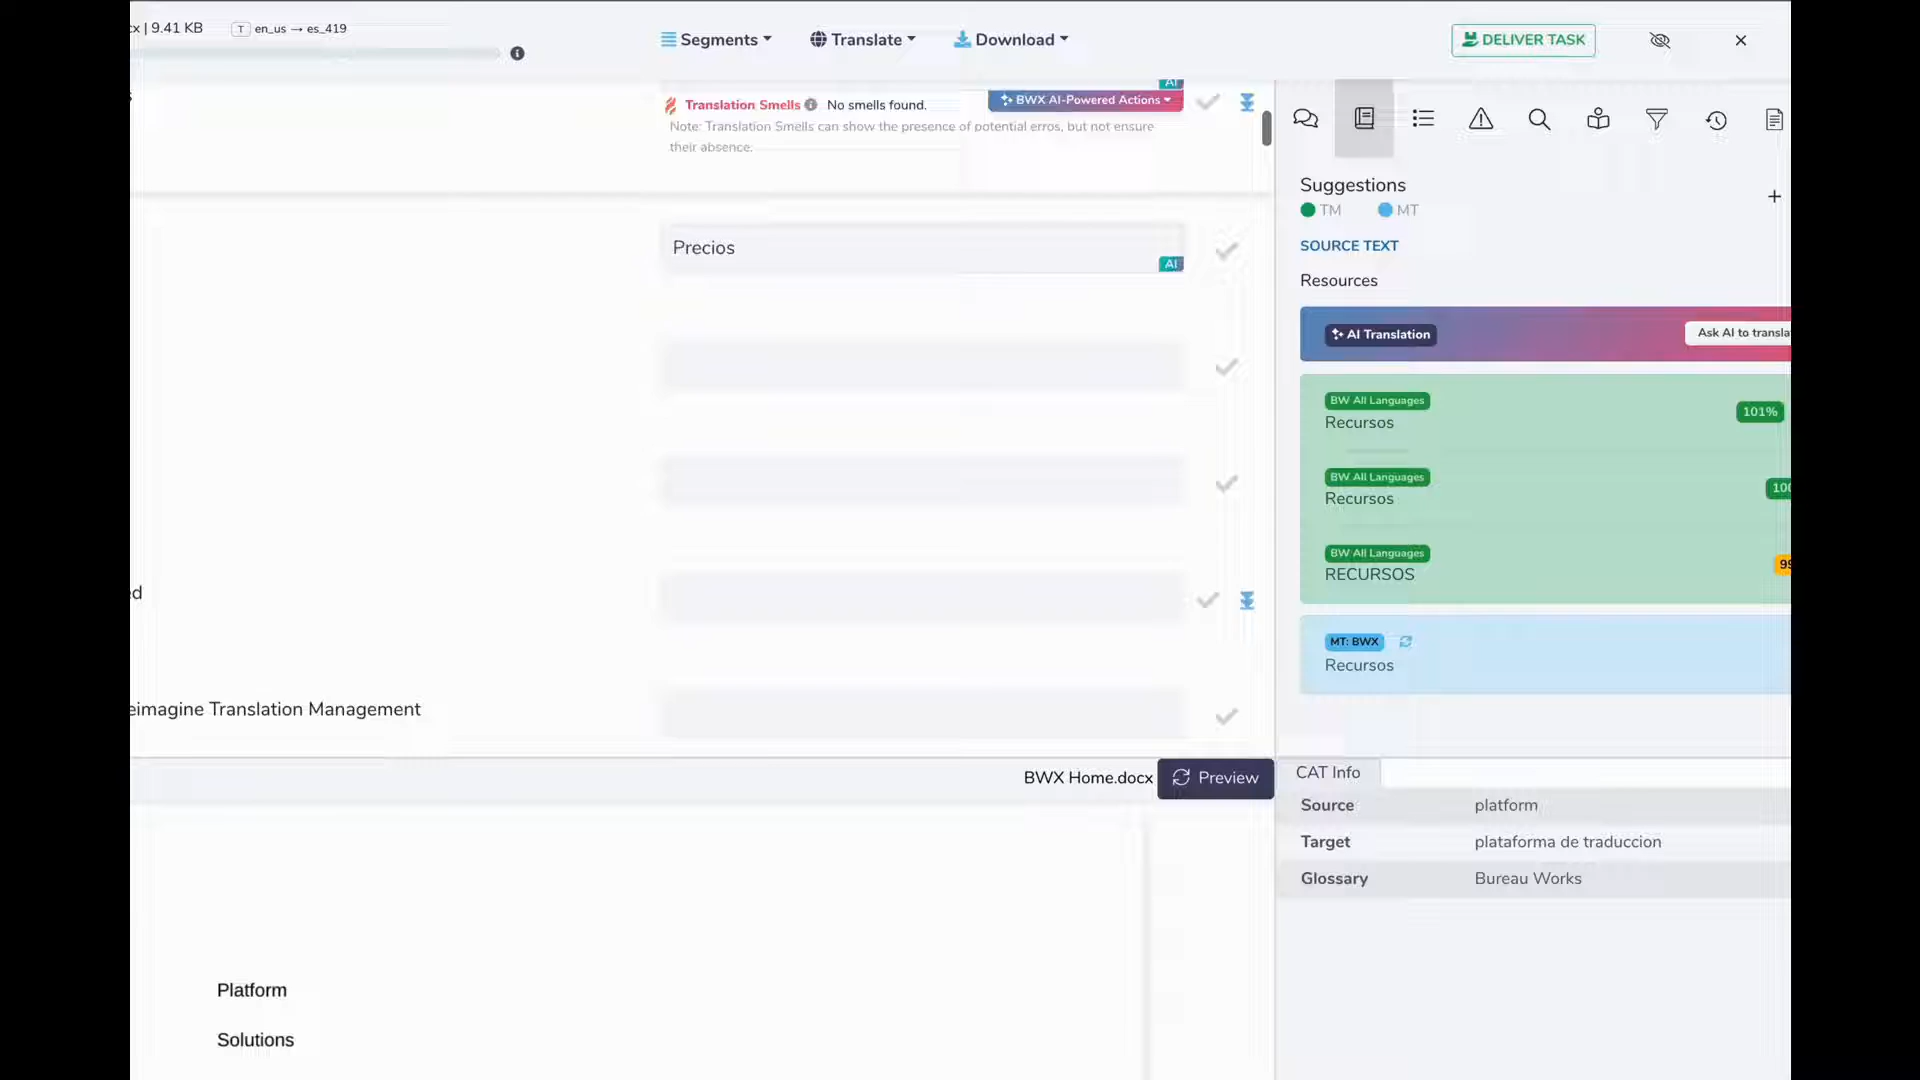 cx | 9.41 KB
T en_us → es_419
Segments
Translate
Download
DELIVER TASK
s
AI
Translation Smells No smells found.
BWX AI-Powered Actions
Note: Translation Smells can show the presence of potential erros, but not ensure
their absence.
Precios
AI
ed
eimagine Translation Management
BWX Home.docx
Preview
Platform
Solutions
Suggestions
+
TM
MT
SOURCE TEXT
Resources
AI Translation
Ask AI to transla
BW All Languages
101%
Recursos
BW All Languages
100
Recursos
BW All Languages
99
RECURSOS
MT: BWX
Recursos
CAT Info
Source platform
Target plataforma de traduccion
Glossary Bureau Works